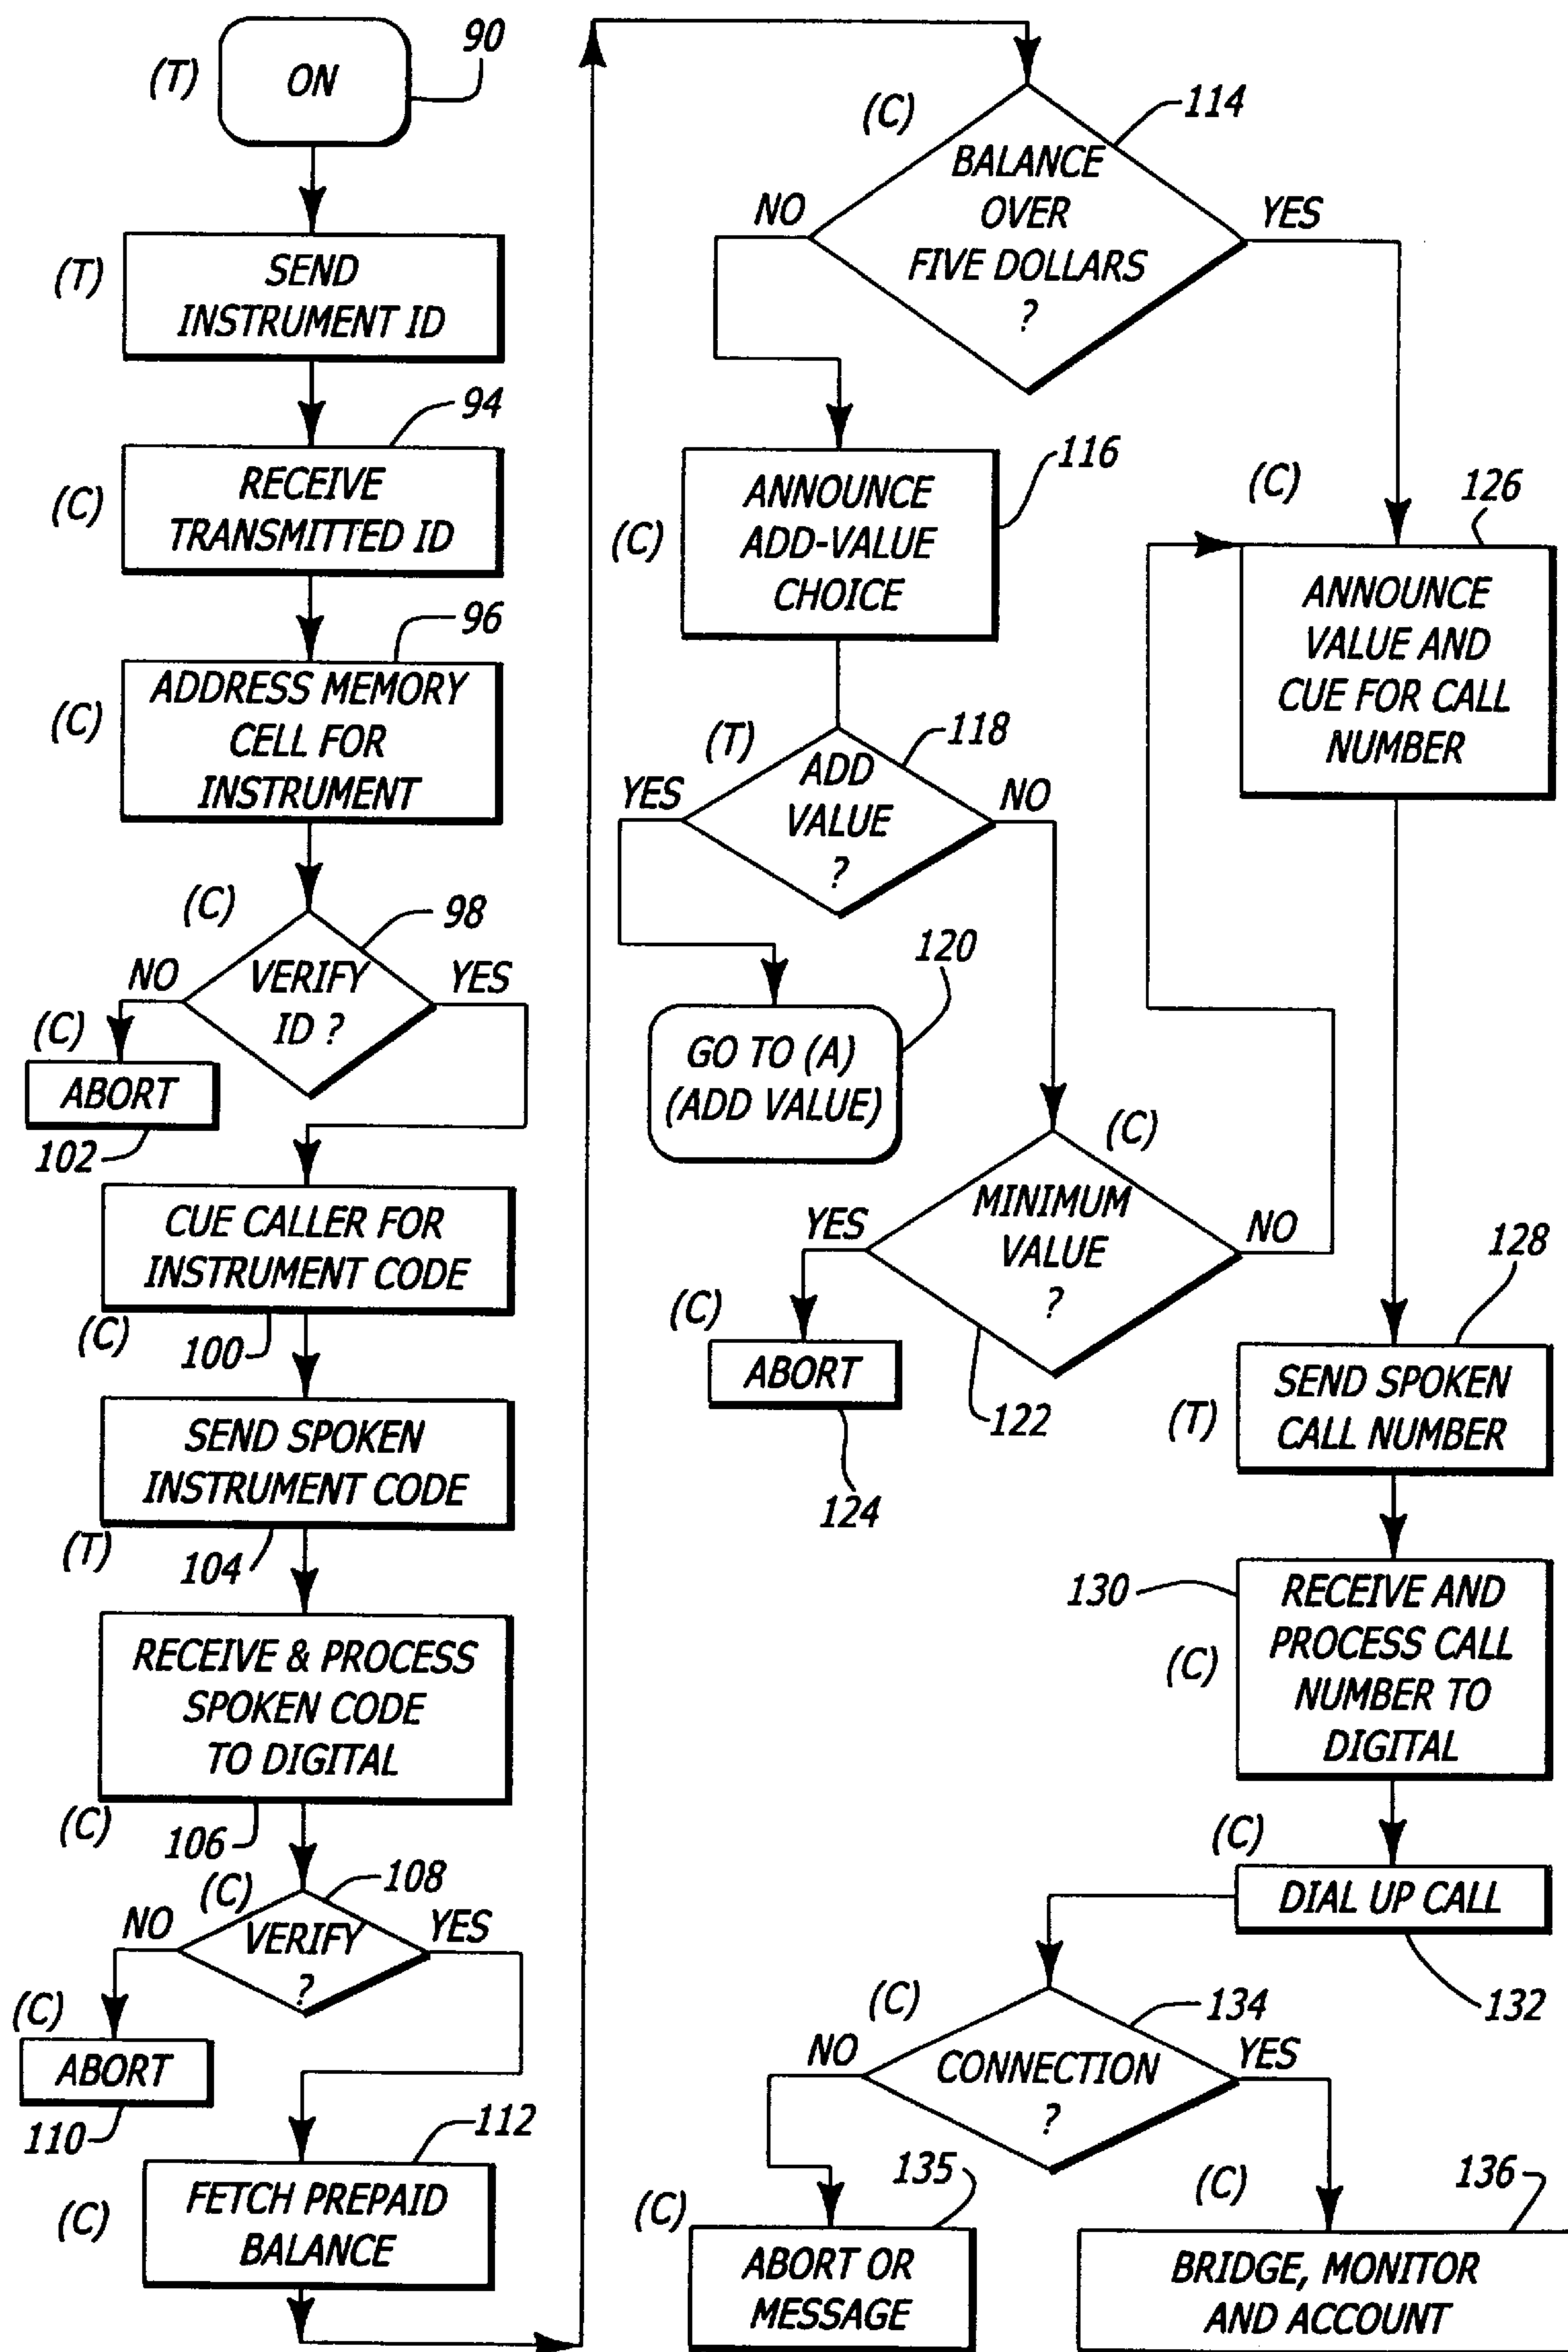 (T)
ON
90
(T)
SEND
INSTRUMENT ID
94
(C)
RECEIVE
TRANSMITTED ID
96
(C)
ADDRESS MEMORY
CELL FOR
INSTRUMENT
(C)
98
NO
VERIFY
ID ?
YES
(C)
ABORT
102
CUE CALLER FOR
INSTRUMENT CODE
(C)
100
SEND SPOKEN
INSTRUMENT CODE
(T)
104
RECEIVE & PROCESS
SPOKEN CODE
TO DIGITAL
(C)
106
(C)
108
NO
VERIFY
?
YES
(C)
ABORT
110
112
(C)
FETCH PREPAID
BALANCE
(C)
114
BALANCE
OVER
FIVE DOLLARS
?
NO
YES
116
(C)
ANNOUNCE
ADD-VALUE
CHOICE
(T)
118
YES
ADD
VALUE
?
NO
120
GO TO (A)
(ADD VALUE)
(C)
YES
MINIMUM
VALUE
?
NO
(C)
ABORT
124
122
(C)
126
ANNOUNCE
VALUE AND
CUE FOR CALL
NUMBER
128
(T)
SEND SPOKEN
CALL NUMBER
130
(C)
RECEIVE AND
PROCESS CALL
NUMBER TO
DIGITAL
(C)
DIAL UP CALL
132
(C)
134
NO
CONNECTION
?
YES
135
(C)
ABORT OR
MESSAGE
(C)
136
BRIDGE, MONITOR
AND ACCOUNT